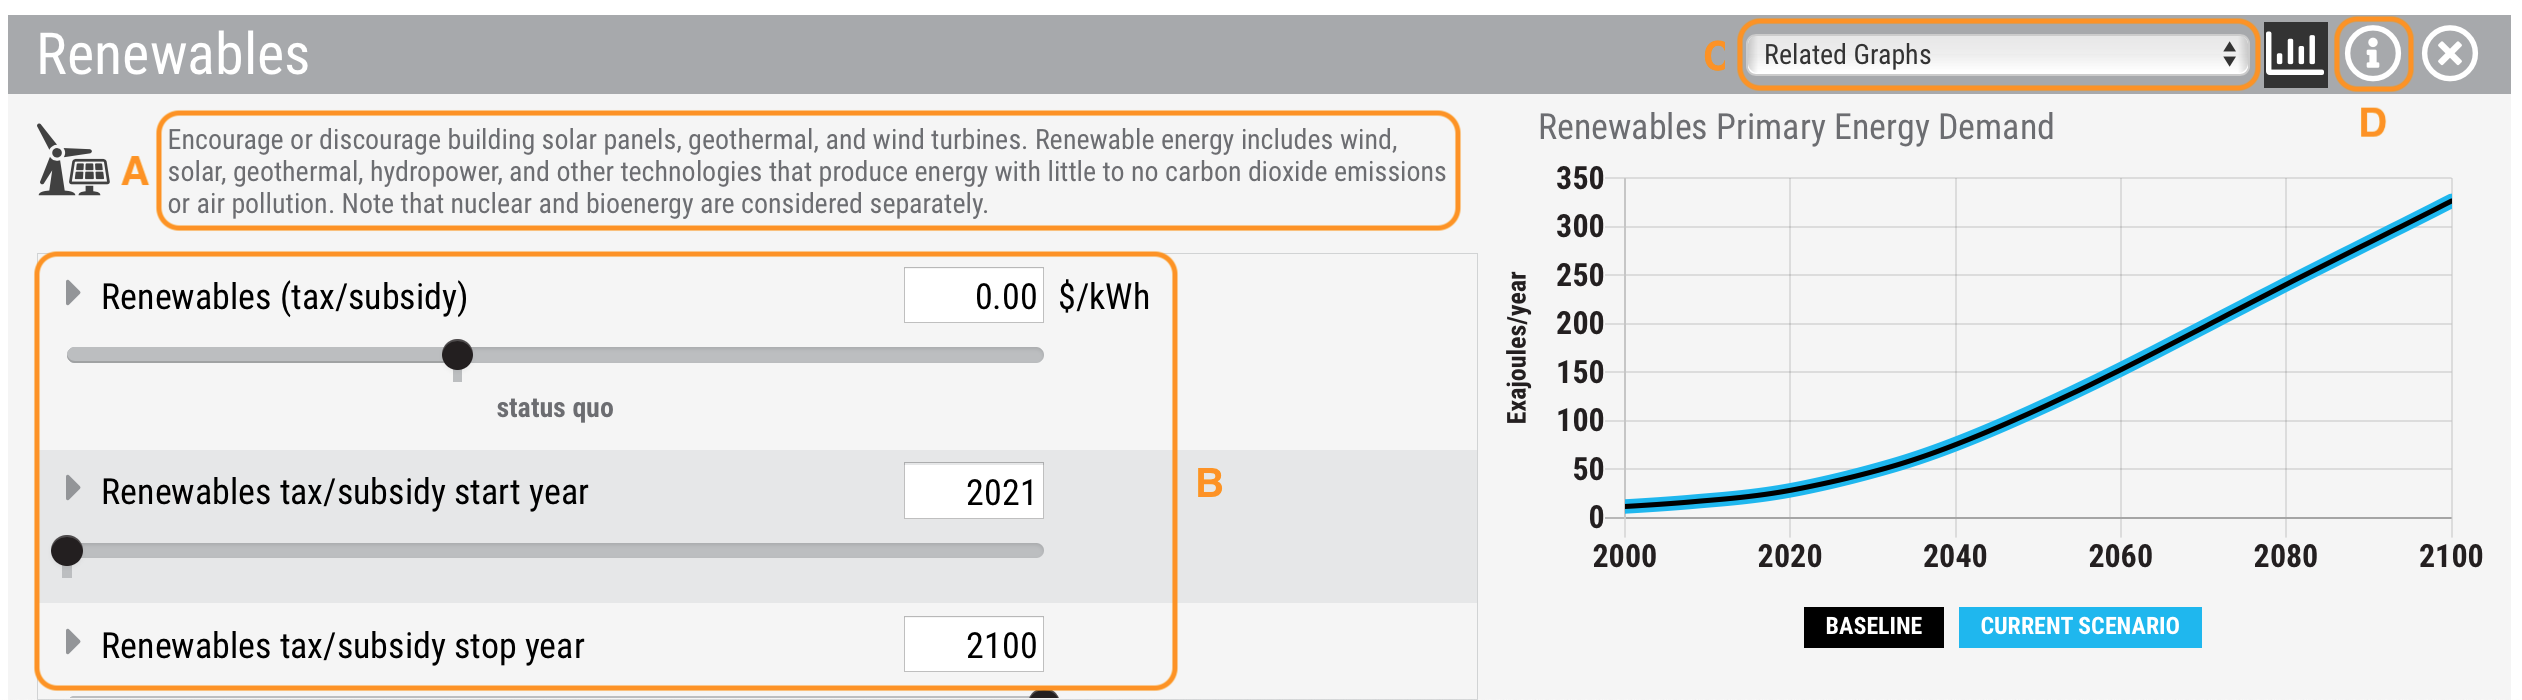 Renewables
C
Related Graphs
D
A
Encourage or discourage building solar panels, geothermal, and wind turbines. Renewable energy includes wind,
solar, geothermal, hydropower, and other technologies that produce energy with little to no carbon dioxide emissions
or air pollution. Note that nuclear and bioenergy are considered separately.
Renewables (tax/subsidy)
0.00 $/kWh
status quo
Renewables tax/subsidy start year
2021
B
Renewables tax/subsidy stop year
2100
Renewables Primary Energy Demand
Exajoules/year
350
300
250
200
150
100
50
0
2000 2020 2040 2060 2080 2100
BASELINE
CURRENT SCENARIO